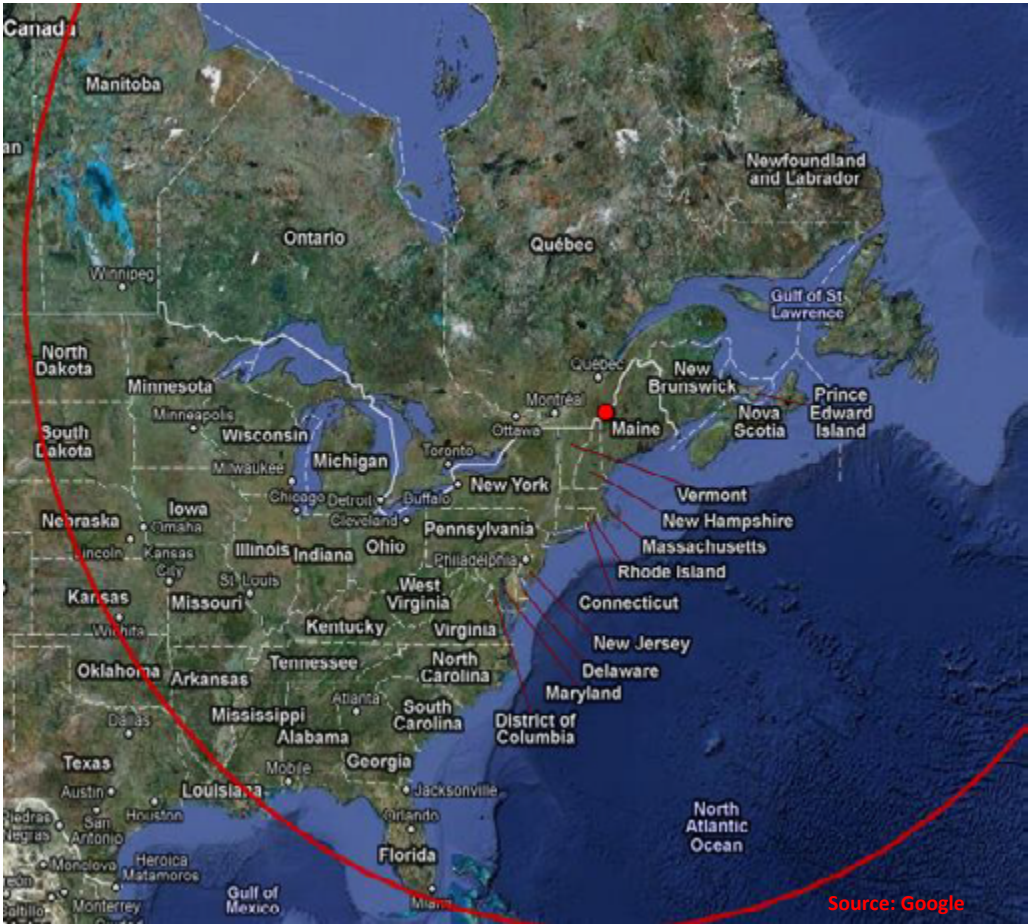 Canada
Manitoba
an
Newfoundland
and Labrador
Ontario
Québec
Winnipeg
Gulf of St
Lawrence
North
Dakota
Minnesota
Québec
New
Brunswick
Prince
Edward
Island
Nova
Scotia
Montréal
Minneapolis
Ottawa
Maine
South
Dakota
Wisconsin
Toronto
Milwaukee
Michigan
Buffalo
New York
Vermont
Chicago
Detroit
Nebraska
Iowa
Omaha
Cleveland
Pennsylvania
New Hampshire
Lincoln
Kansas
City
Illinois
Indiana
Ohio
Philadelphia
Massachusetts
Rhode Island
St. Louis
West
Virginia
Kansas
Missouri
Connecticut
Wichita
Kentucky
Virginia
New Jersey
Oklahoma
Arkansas
Tennessee
North
Carolina
Delaware
Maryland
Atlanta
Dallas
Mississippi
Alabama
South
Carolina
District of
Columbia
Texas
Georgia
Mobile
Austin
Louisiana
Jacksonville
Piedras
Negras
San
Antonio
Houston
Orlando
North
Atlantic
Ocean
Florida
Monclova
Heroica
Matamoros
Gulf of
Mexico
Miami
Monterrey
Saltillo
Source: Google